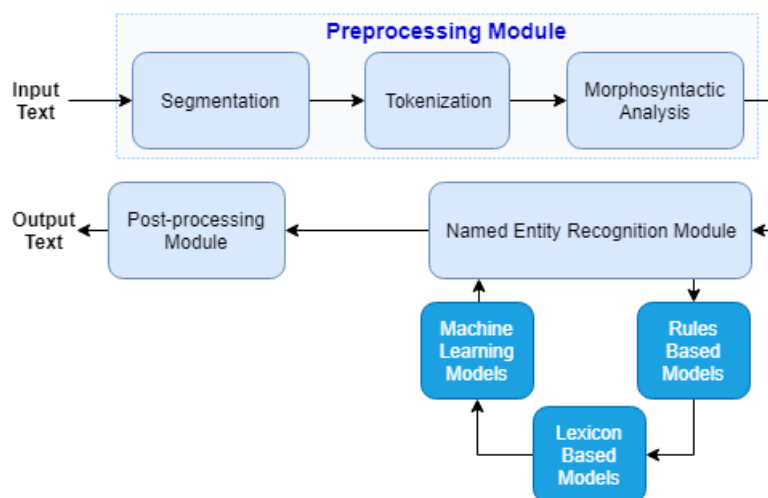 Preprocessing Module
Input
Text
Segmentation
Tokenization
Morphosyntactic
Analysis
Output
Text
Post-processing
Module
Named Entity Recognition Module
Machine
Learning
Models
Rules
Based
Models
Lexicon
Based
Models